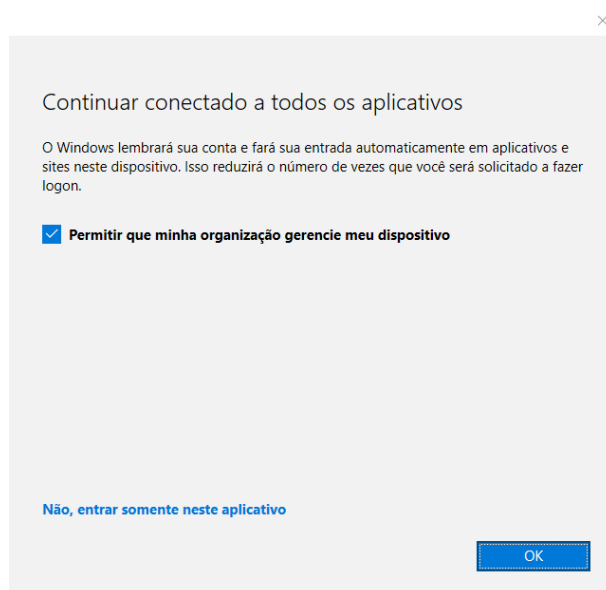 Continuar conectado a todos os aplicativos
O Windows lembrará sua conta e fará sua entrada automaticamente em aplicativos e
sites neste dispositivo. Isso reduzirá o número de vezes que você será solicitado a fazer
logon.
Permitir que minha organização gerencie meu dispositivo
Não, entrar somente neste aplicativo
OK